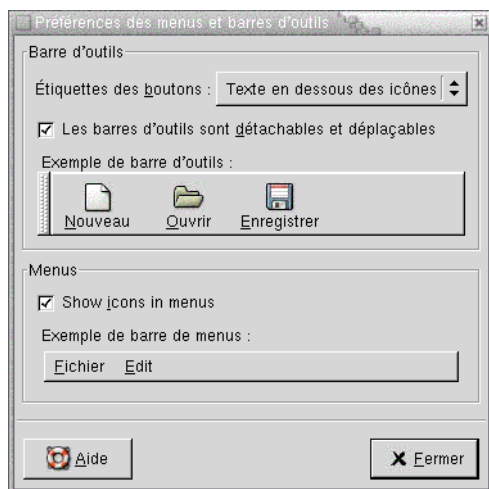 Préférences des menus et barres d'outils
Barre d'outils
Étiquettes des boutons : Texte en dessous des icônes
Les barres d'outils sont détachables et déplaçables
Exemple de barre d'outils :
Nouveau Ouvrir Enregistrer
Menus
Show icons in menus
Exemple de barre de menus :
Fichier Edit
Aide Fermer